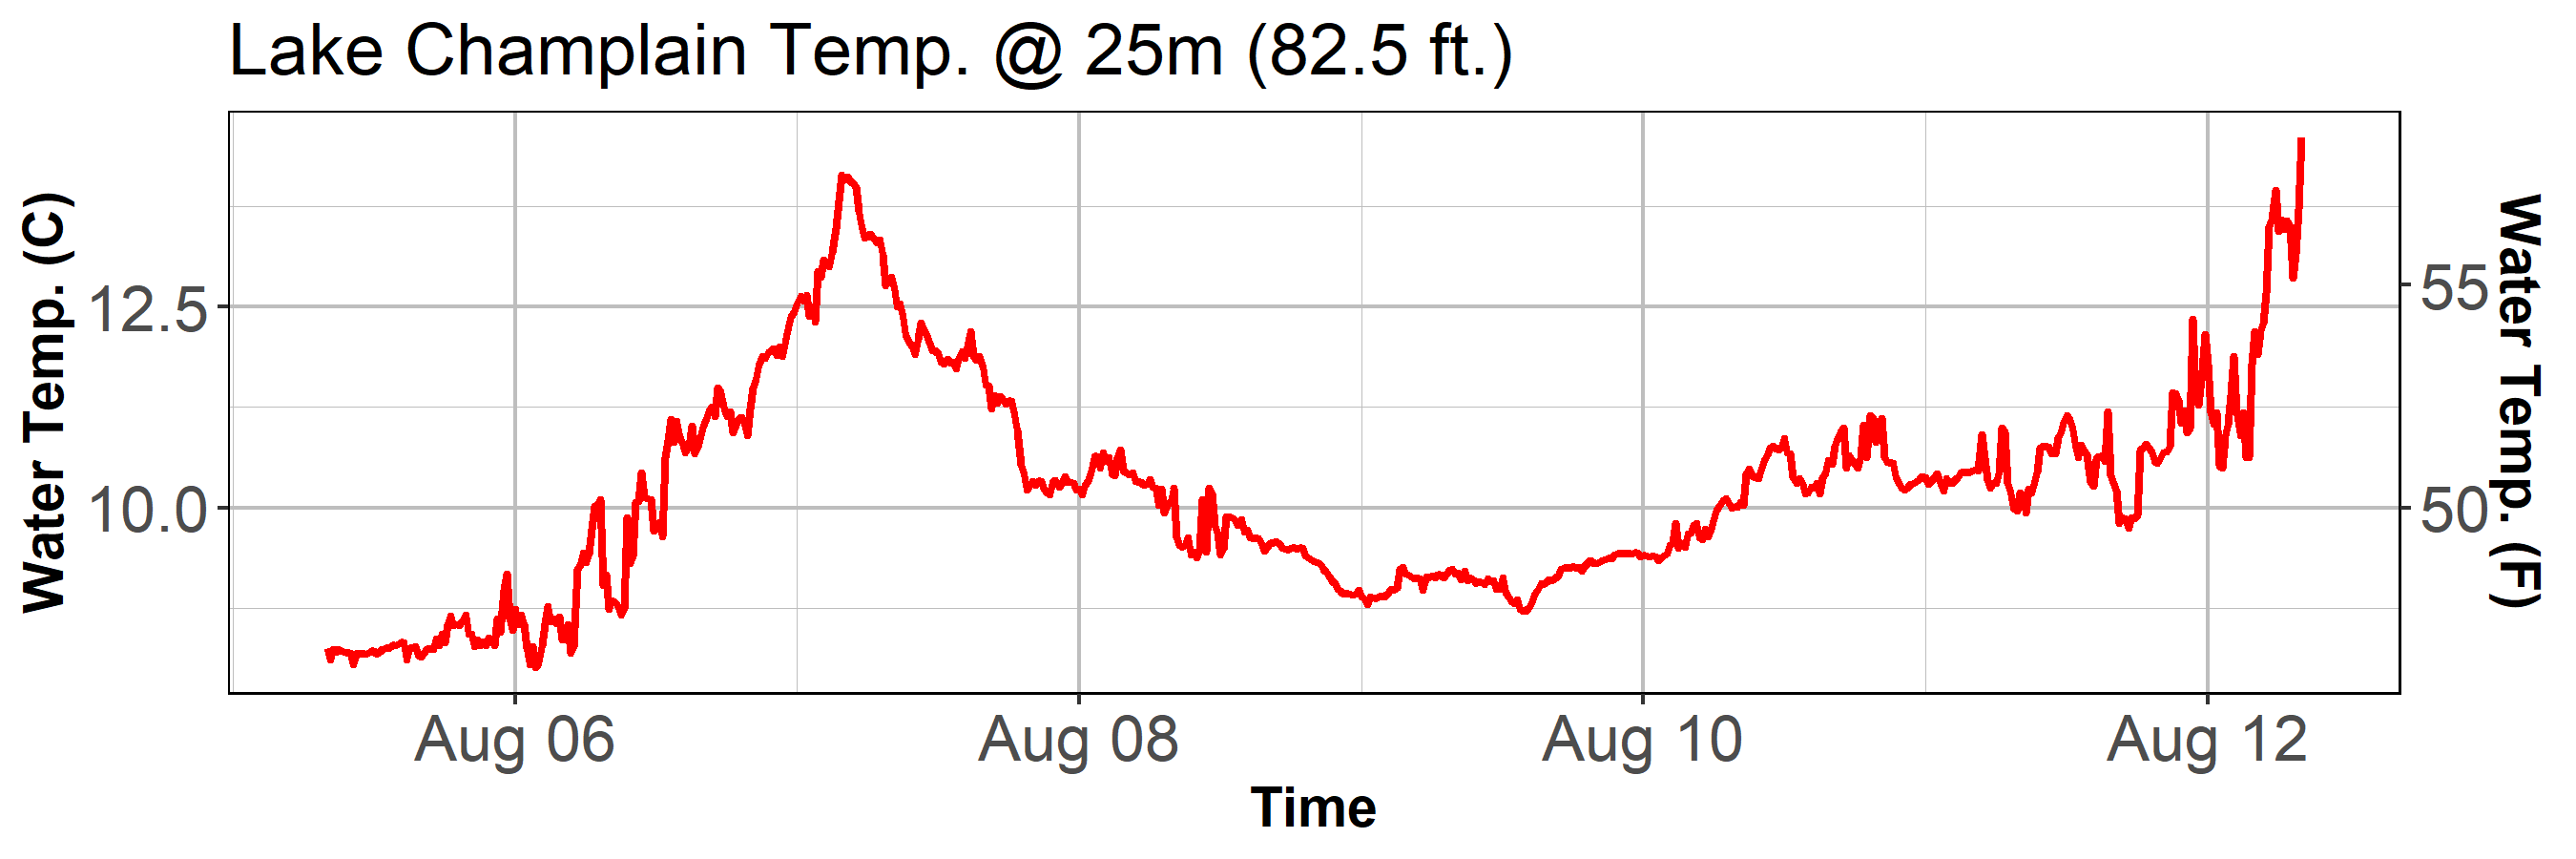 Lake Champlain Temp. @ 25m (82.5 ft.)
Water Temp. (C)
12.5
10.0
55
50
Water Temp. (F)
Aug 06
Aug 08
Aug 10
Aug 12
Time